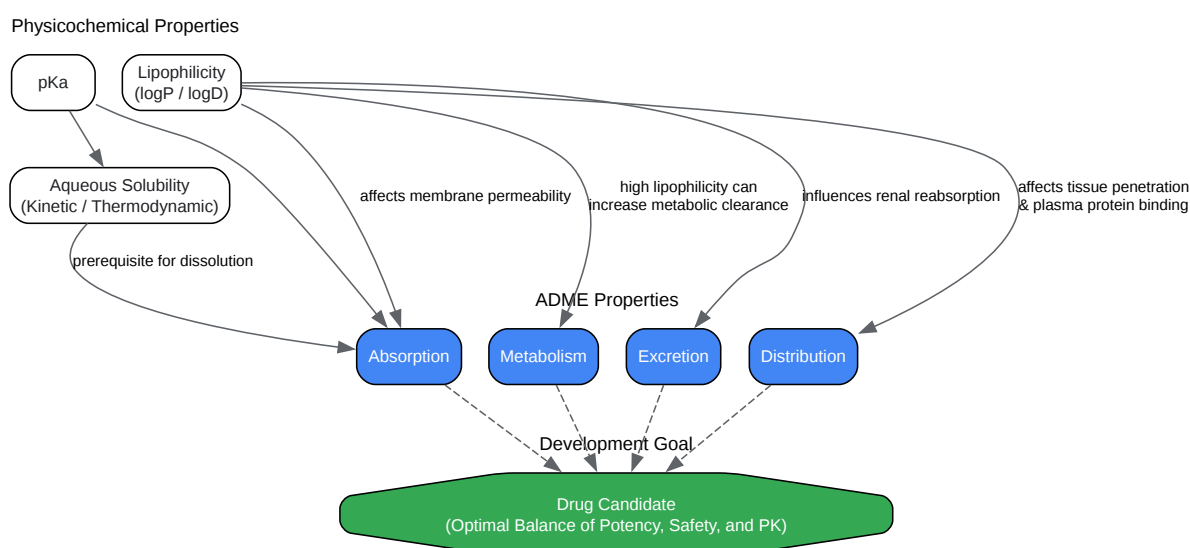 Physicochemical Properties
pKa
Lipophilicity
(logP / logD)
Aqueous Solubility
(Kinetic / Thermodynamic)
affects membrane permeability
high lipophilicity can
increase metabolic clearance
influences renal reabsorption
affects tissue penetration
& plasma protein binding
prerequisite for dissolution
ADME Properties
Absorption
Metabolism
Excretion
Distribution
Development Goal
Drug Candidate
(Optimal Balance of Potency, Safety, and PK)